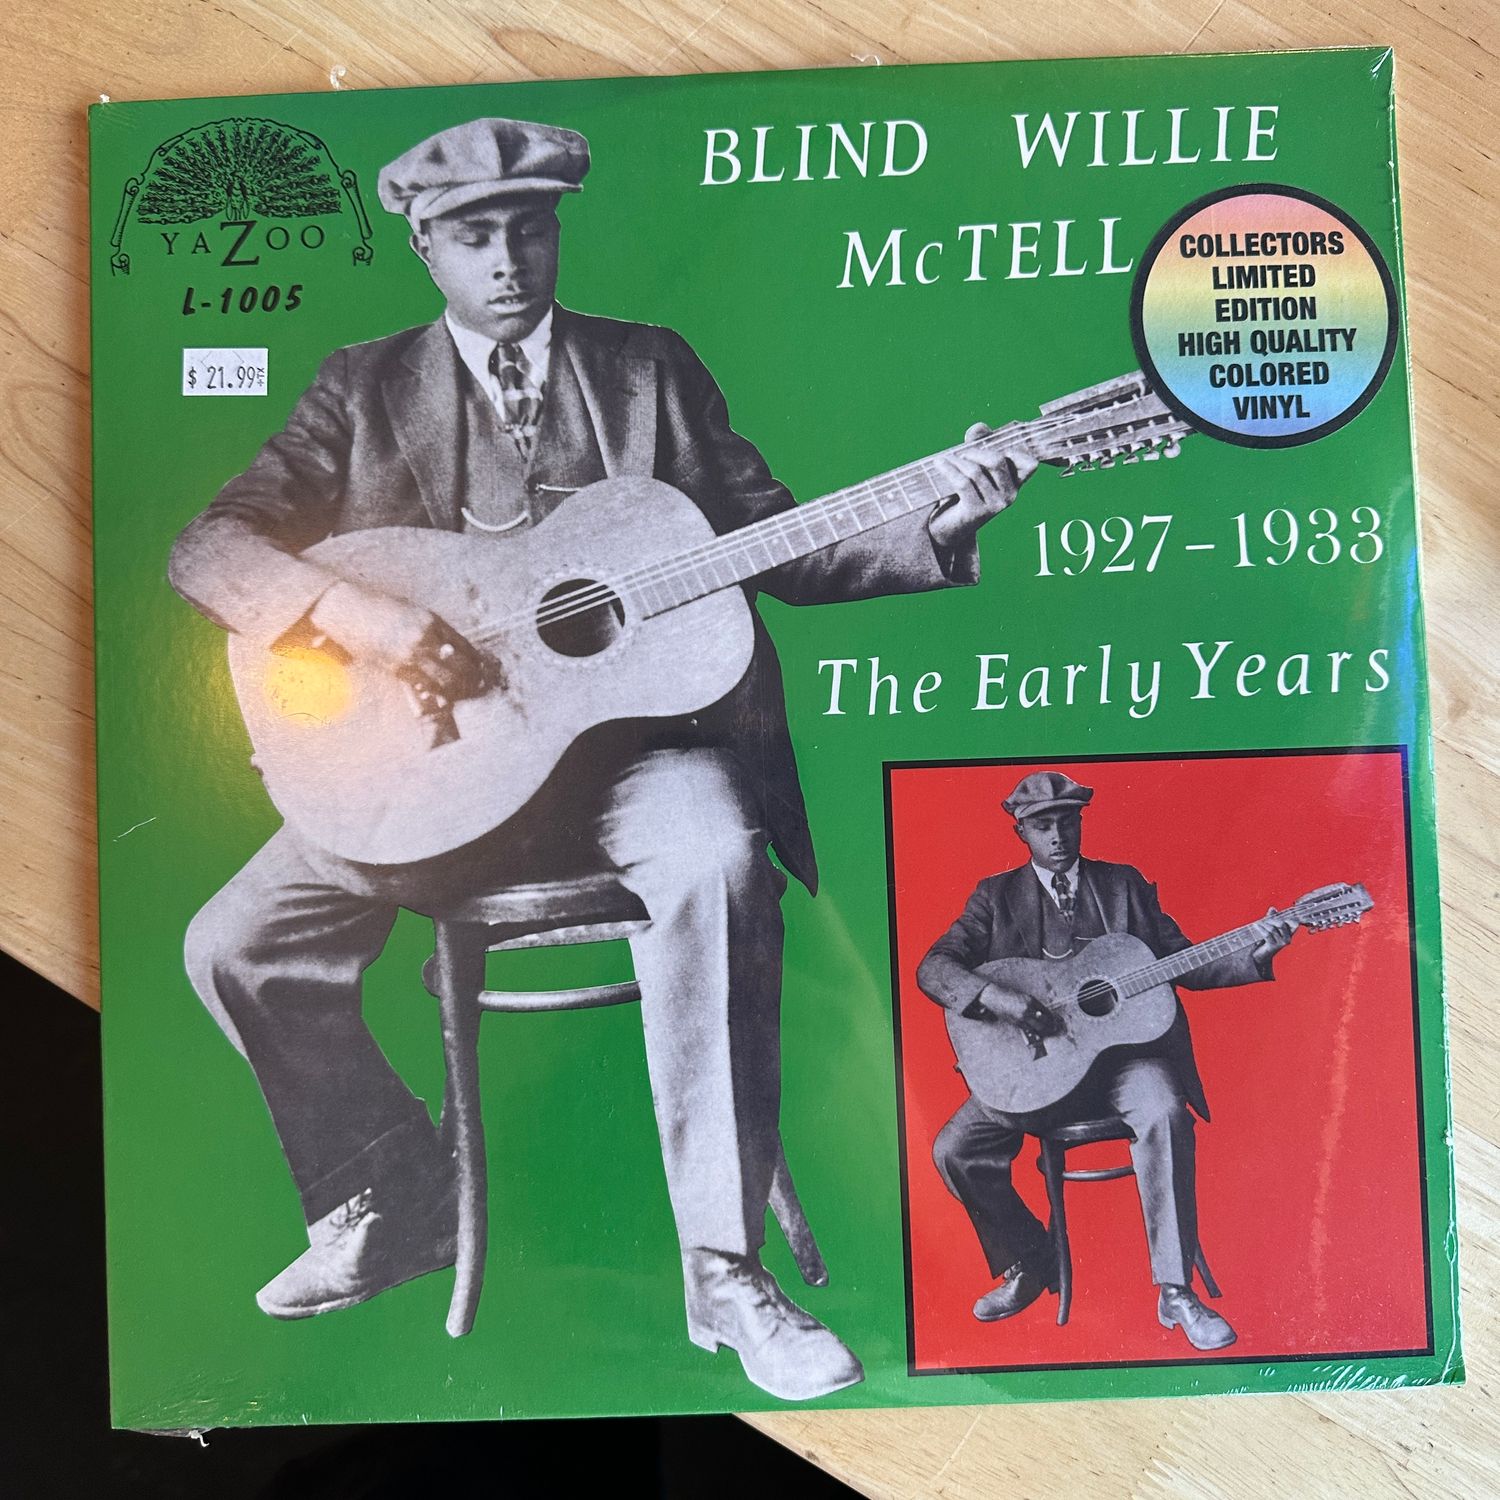 YAZOO
L-1005
$ 21.99
+TX
BLIND WILLIE
McTELL
COLLECTORS
LIMITED
EDITION
HIGH QUALITY
COLORED
VINYL
1927-1933
The Early Years